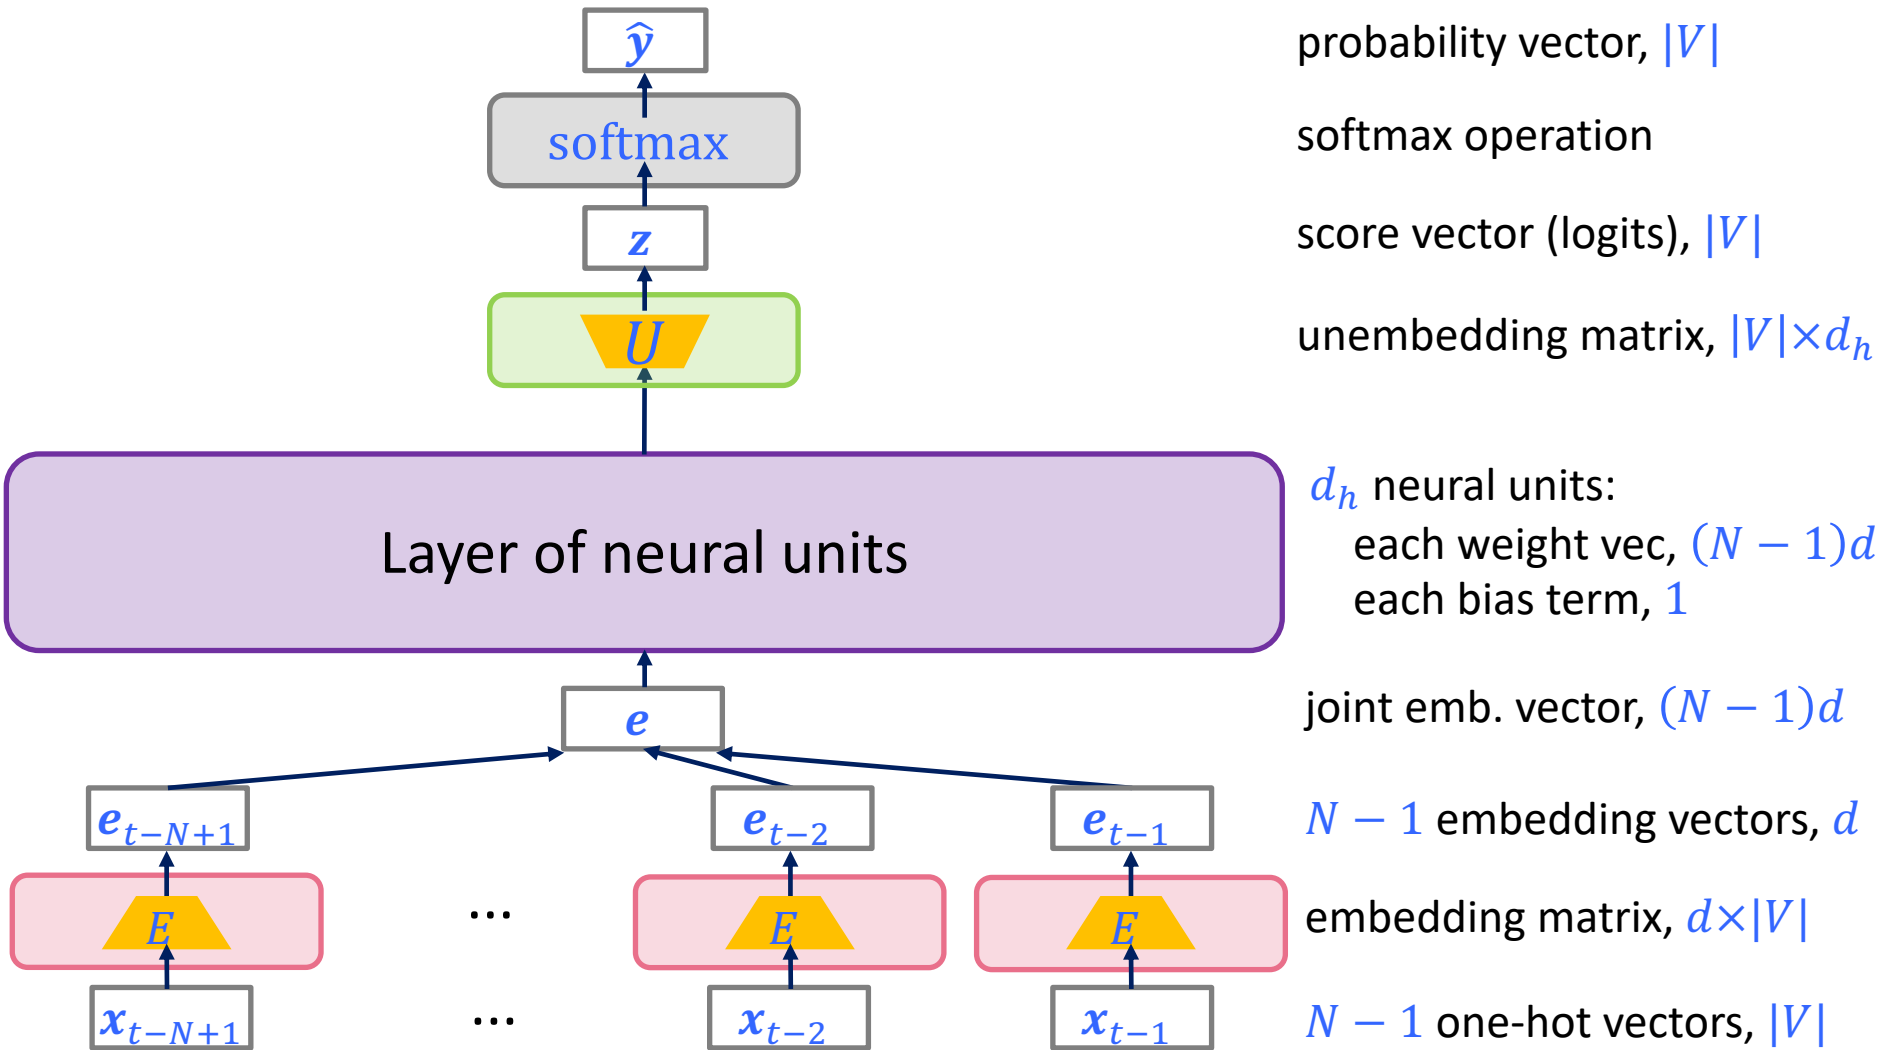 ŷ
probability vector, |V|
softmax
softmax operation
z
score vector (logits), |V|
U
unembedding matrix, |V|×d_h
Layer of neural units
d_h neural units:
each weight vec, (N − 1)d
each bias term, 1
e
joint emb. vector, (N − 1)d
e_{t−N+1} e_{t−2} e_{t−1}
N − 1 embedding vectors, d
E ... E E
embedding matrix, d×|V|
x_{t−N+1} ... x_{t−2} x_{t−1}
N − 1 one-hot vectors, |V|